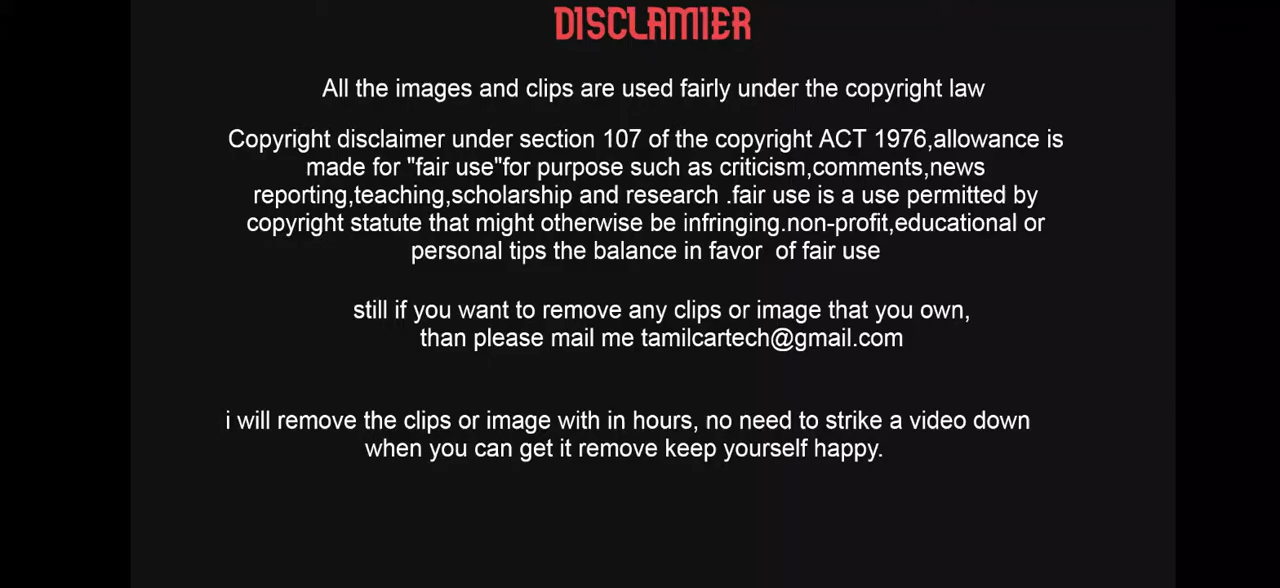 DISCLAMIER
All the images and clips are used fairly under the copyright law
Copyright disclaimer under section 107 of the copyright ACT 1976,allowance is
made for "fair use"for purpose such as criticism,comments,news
reporting,teaching,scholarship and research .fair use is a use permitted by
copyright statute that might otherwise be infringing.non-profit,educational or
personal tips the balance in favor  of fair use
still if you want to remove any clips or image that you own,
than please mail me tamilcartech@gmail.com
i will remove the clips or image with in hours, no need to strike a video down
when you can get it remove keep yourself happy.